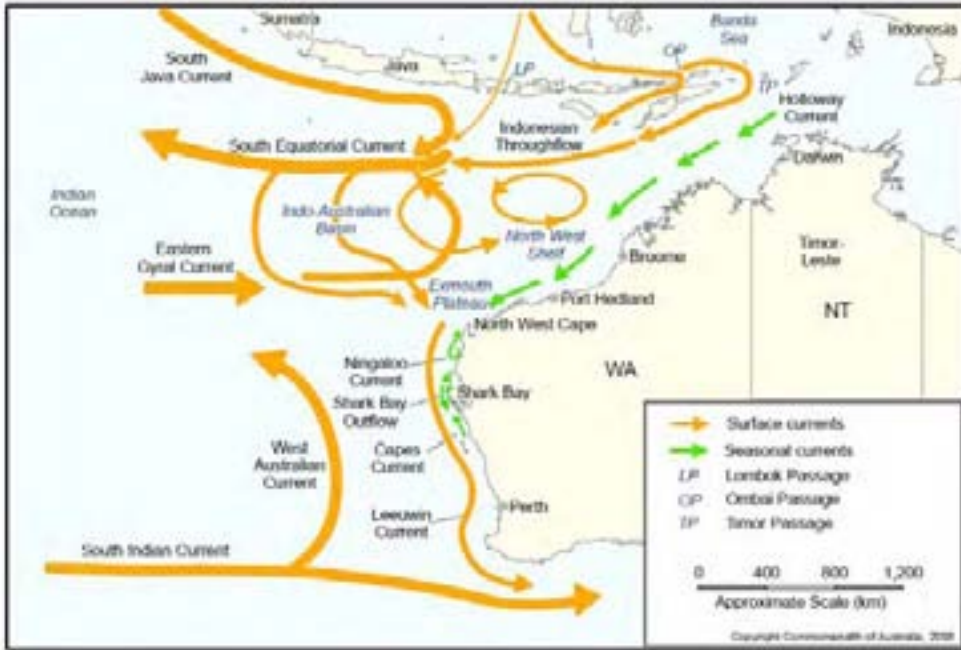 Sumatra
Banda
Sea
Indonesia
South
Java Current
Java
LP
OP
TP
Holloway
Current
South Equatorial Current
Indonesian
Throughflow
Darwin
Indian
Ocean
Indo-Australian
Basin
North West
Shelf
Eastern
Gyral Current
Broome
Timor-
Leste
Exmouth
Plateau
Port Hedland
North West Cape
NT
Ningaloo
Current
WA
Shark Bay
Shark Bay
Outflow
Capes
Current
West
Australian
Current
Perth
Leeuwin
Current
South Indian Current
Surface currents
Seasonal currents
LP Lombok Passage
OP Ombai Passage
TP Timor Passage
0 400 800 1,200
Approximate Scale (km)
Copyright Commonwealth of Australia,